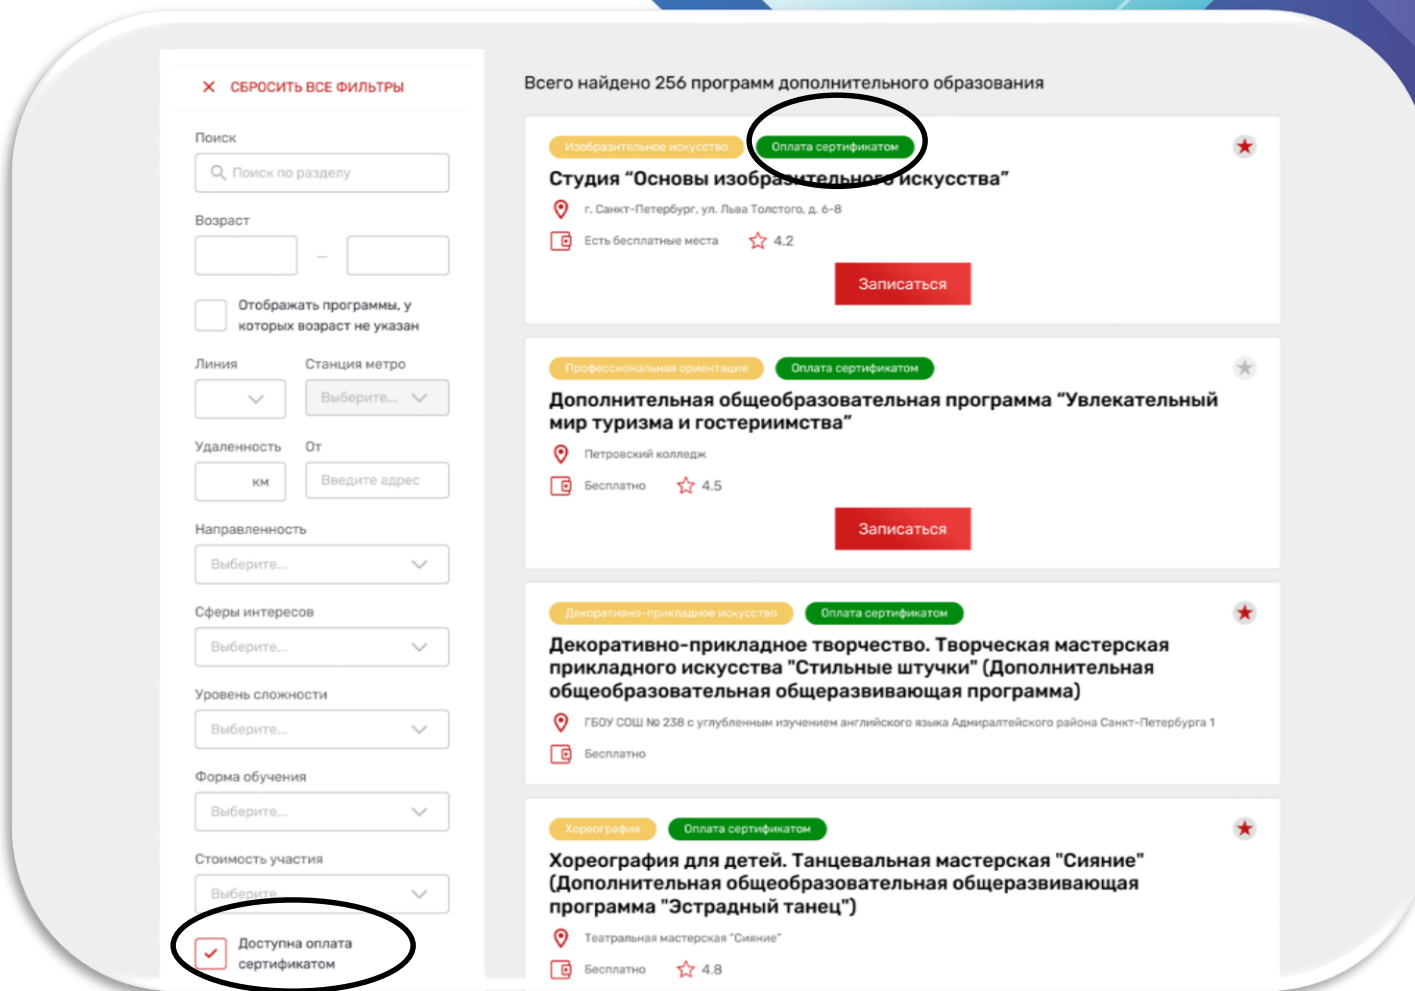 СБРОСИТЬ ВСЕ ФИЛЬТРЫ
Поиск
Поиск по разделу
Возраст
–
Отображать программы, у
которых возраст не указан
Линия Станция метро
Выберите...
Удаленность От
км Введите адрес
Направленность
Выберите...
Сферы интересов
Выберите...
Уровень сложности
Выберите...
Форма обучения
Выберите...
Стоимость участия
Выберите...
Доступна оплата
сертификатом
Всего найдено 256 программ дополнительного образования
Изобразительное искусство Оплата сертификатом
Студия “Основы изобразительного искусства”
г. Санкт-Петербург, ул. Льва Толстого, д. 6-8
Есть бесплатные места 4.2
Записаться
Профессиональная ориентация Оплата сертификатом
Дополнительная общеобразовательная программа “Увлекательный
мир туризма и гостериимства”
Петровский колледж
Бесплатно 4.5
Записаться
Декоративно-прикладное искусство Оплата сертификатом
Декоративно-прикладное творчество. Творческая мастерская
прикладного искусства "Стильные штучки" (Дополнительная
общеобразовательная общеразвивающая программа)
ГБОУ СОШ № 238 с углубленным изучением английского языка Адмиралтейского района Санкт-Петербурга 1
Бесплатно
Хореография Оплата сертификатом
Хореография для детей. Танцевальная мастерская "Сияние"
(Дополнительная общеобразовательная общеразвивающая
программа "Эстрадный танец")
Театральная мастерская "Сияние"
Бесплатно 4.8